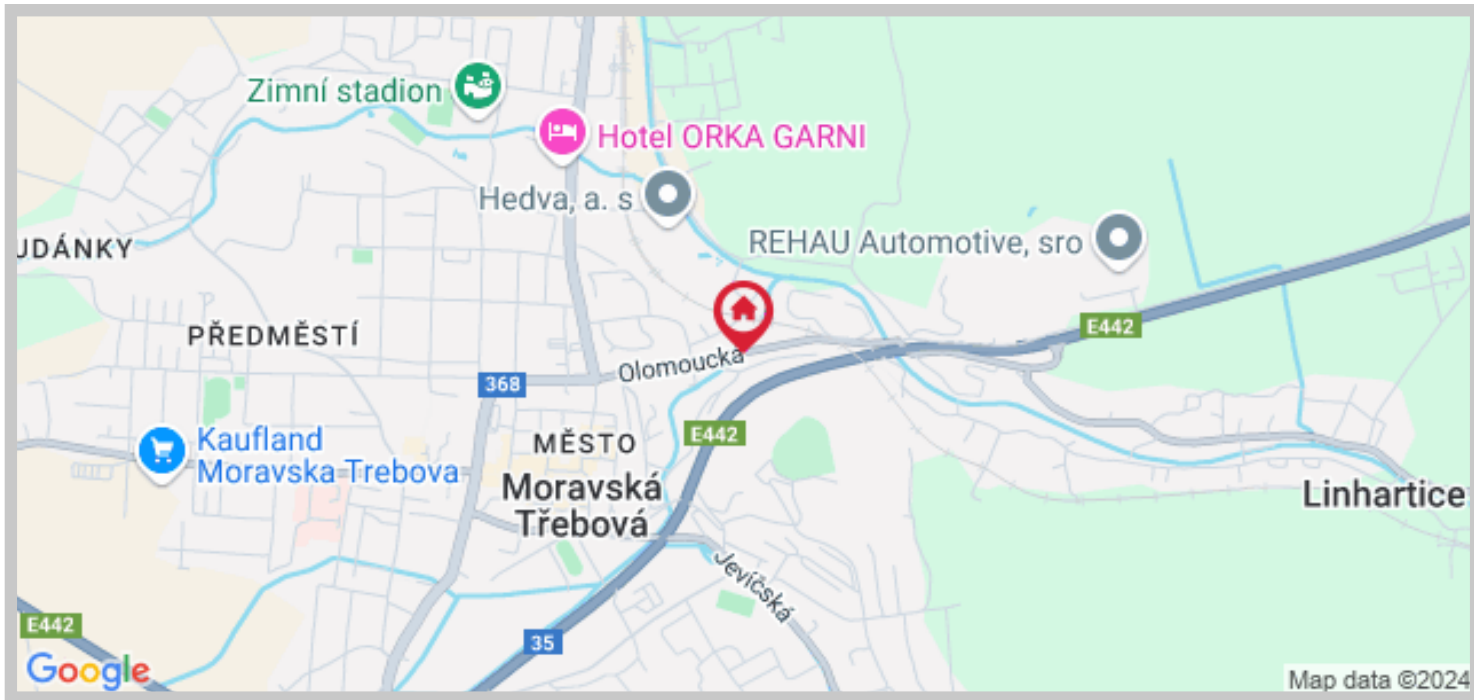 Zimní stadion
Hotel ORKA GARNI
Hedva, a. s
REHAU Automotive, sro
UDÁNKY
E442
PŘEDMĚSTÍ
Olomoucká
368
Kaufland
Moravska Trebova
MĚSTO
E442
Moravská
Třebová
Linhartice
Jevíčská
E442
35
Google
Map data ©2024